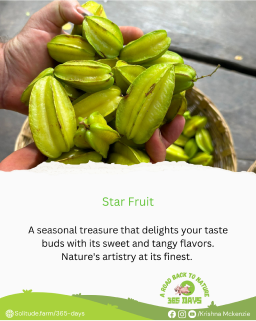 Star Fruit
A seasonal treasure that delights your taste
buds with its sweet and tangy flavors.
Nature's artistry at its finest.
A ROAD BACK TO NATURE
365 DAYS
Solitude.farm/365-days
/Krishna Mckenzie